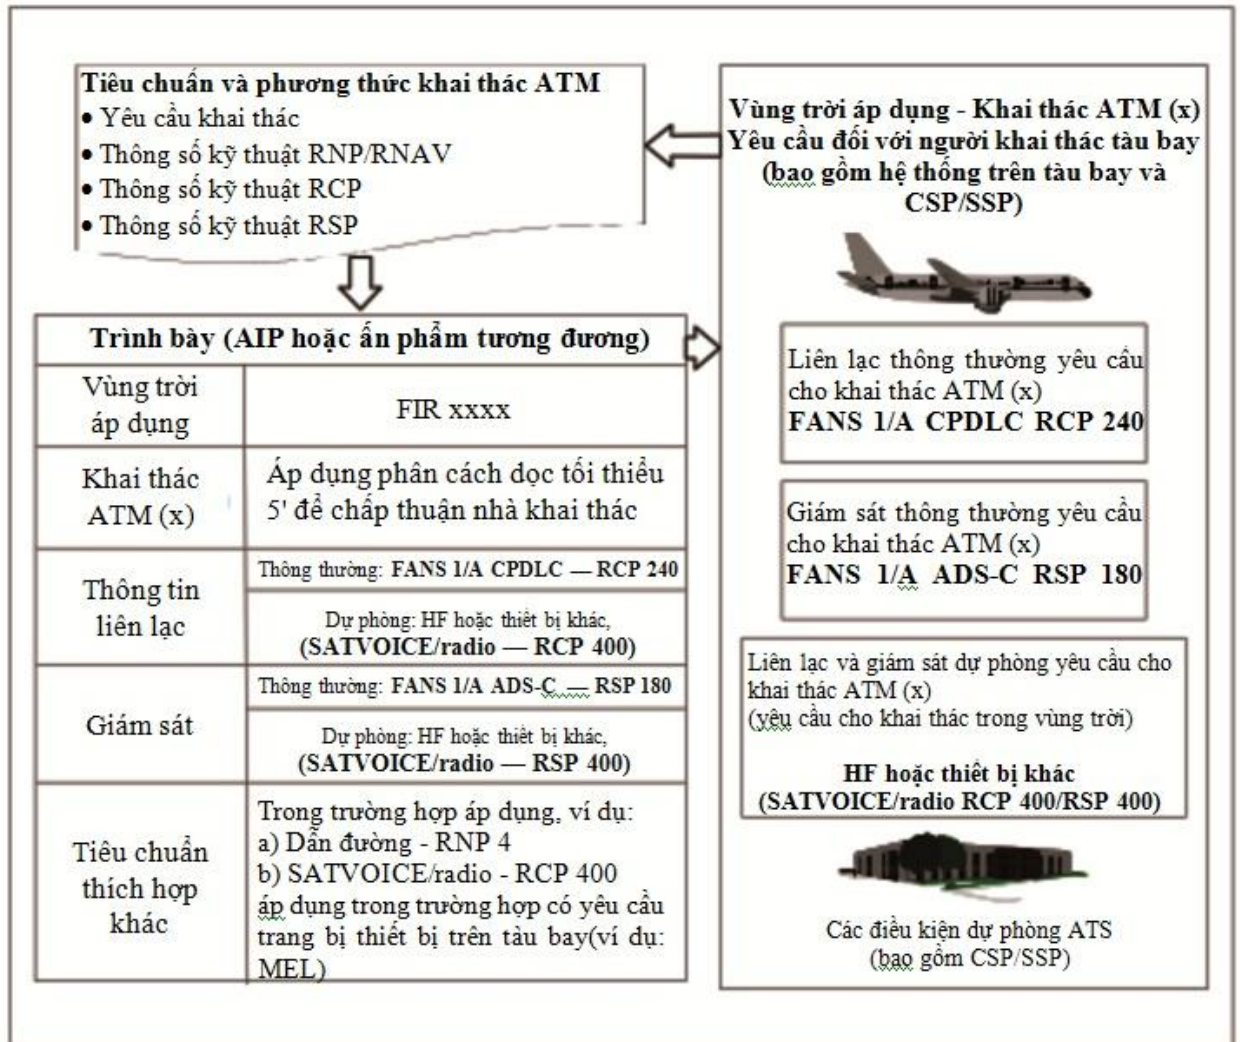 Tiêu chuẩn và phương thức khai thác ATM
• Yêu cầu khai thác
• Thông số kỹ thuật RNP/RNAV
• Thông số kỹ thuật RCP
• Thông số kỹ thuật RSP
Trình bày (AIP hoặc ấn phẩm tương đương)
Vùng trời
áp dụng
FIR xxxx
Khai thác
ATM (x)
Áp dụng phân cách dọc tối thiểu
5' để chấp thuận nhà khai thác
Thông tin
liên lạc
Thông thường: FANS 1/A CPDLC — RCP 240
Dự phòng: HF hoặc thiết bị khác,
(SATVOICE/radio — RCP 400)
Giám sát
Thông thường: FANS 1/A ADS-C — RSP 180
Dự phòng: HF hoặc thiết bị khác,
(SATVOICE/radio — RSP 400)
Tiêu chuẩn
thích hợp
khác
Trong trường hợp áp dụng, ví dụ:
a) Dẫn đường - RNP 4
b) SATVOICE/radio - RCP 400
áp dụng trong trường hợp có yêu cầu
trang bị thiết bị trên tàu bay(ví dụ:
MEL)
Vùng trời áp dụng - Khai thác ATM (x)
Yêu cầu đối với người khai thác tàu bay
(bao gồm hệ thống trên tàu bay và
CSP/SSP)
Liên lạc thông thường yêu cầu
cho khai thác ATM (x)
FANS 1/A CPDLC RCP 240
Giám sát thông thường yêu cầu
cho khai thác ATM (x)
FANS 1/A ADS-C RSP 180
Liên lạc và giám sát dự phòng yêu cầu cho
khai thác ATM (x)
(yêu cầu cho khai thác trong vùng trời)
HF hoặc thiết bị khác
(SATVOICE/radio RCP 400/RSP 400)
Các điều kiện dự phòng ATS
(bao gồm CSP/SSP)